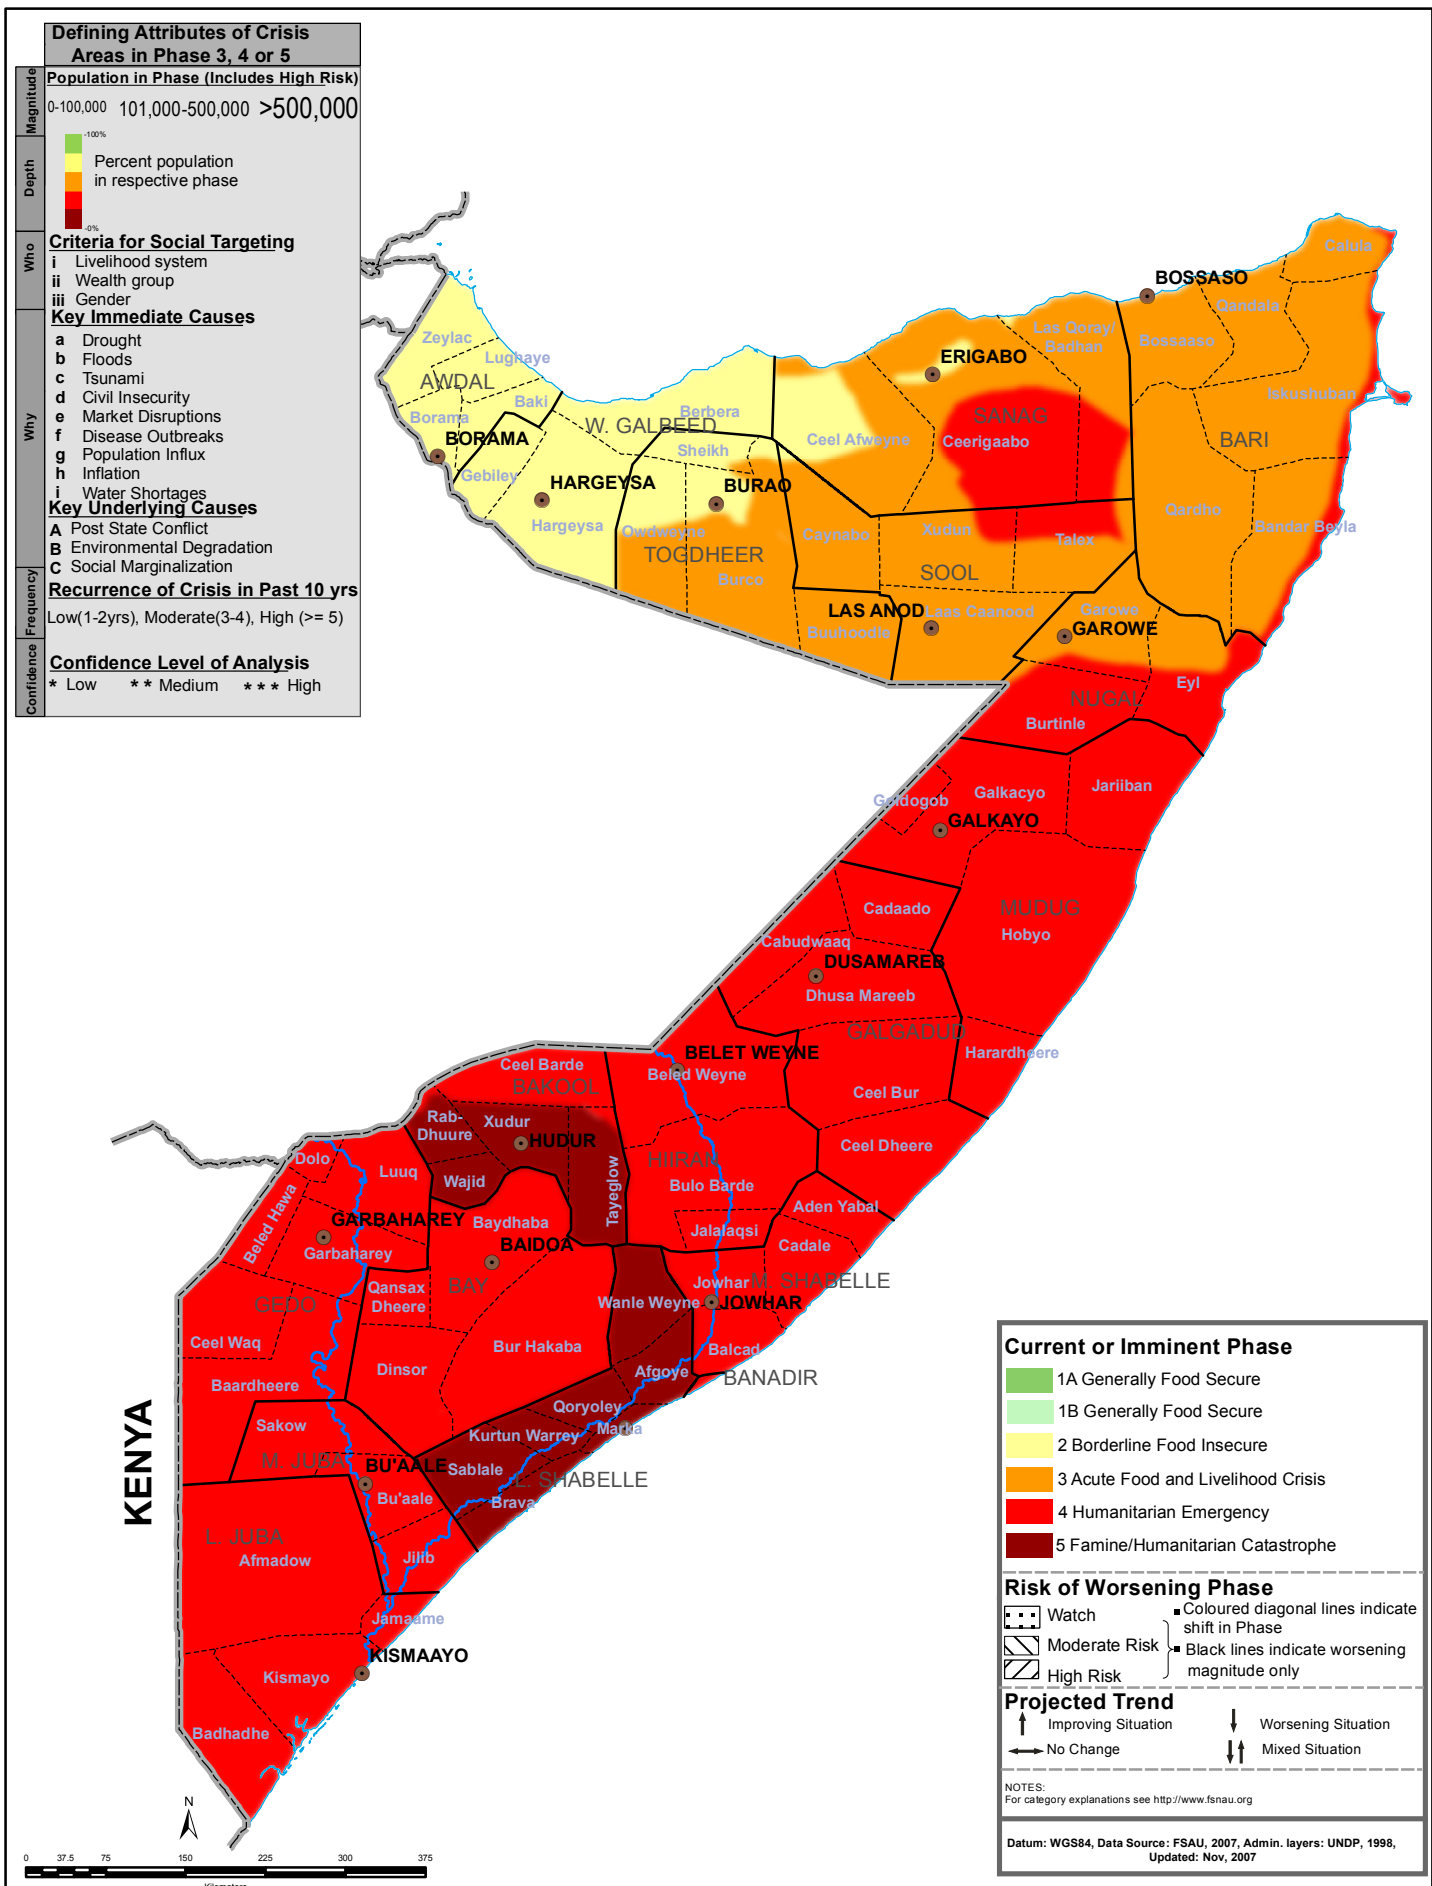 Defining Attributes of Crisis
Areas in Phase 3, 4 or 5
Magnitude
Population in Phase (Includes High Risk)
0-100,000 101,000-500,000 >500,000
Depth
-100%
Percent population
in respective phase
-0%
Who
Criteria for Social Targeting
i Livelihood system
ii Wealth group
iii Gender
Why
Key Immediate Causes
a Drought
b Floods
c Tsunami
d Civil Insecurity
e Market Disruptions
f Disease Outbreaks
g Population Influx
h Inflation
i Water Shortages
Key Underlying Causes
A Post State Conflict
B Environmental Degradation
C Social Marginalization
Frequency
Recurrence of Crisis in Past 10 yrs
Low(1-2yrs), Moderate(3-4), High (>= 5)
Confidence
Confidence Level of Analysis
* Low ** Medium *** High
Calula
BOSSASO
Qandala
Bossaaso
Las Qoray/
Badhan
Zeylac
Lughaye
AWDAL
ERIGABO
Iskushuban
Baki
Borama
Berbera
W. GALBEED
SANAG
BORAMA
Ceel Afweyne
Ceerigaabo
BARI
Sheikh
Gebiley
HARGEYSA
BURAO
Qardho
Hargeysa
Owdweyne
Caynabo
Xudun
Talex
Bandar Beyla
TOGDHEER
Burco
SOOL
LAS ANOD
Laas Caanood
Garowe
Buuhoodle
GAROWE
Eyl
NUGAL
Burtinle
Jariiban
Galkacyo
Goldogob
GALKAYO
Cadaado
MUDUG
Hobyo
Cabudwaaq
DUSAMAREB
Dhusa Mareeb
GALGADUD
Harardheere
BELET WEYNE
Beled Weyne
Ceel Barde
BAKOOL
Ceel Bur
Rab-
Dhuure
Xudur
HUDUR
Ceel Dheere
Dolo
Luuq
Wajid
Tayeglow
HIIRAN
Bulo Barde
Aden Yabal
Beled Hawa
GARBAHAREY
Garbaharey
Baydhaba
BAIDOA
Jalalaqsi
Cadale
GEDO
Qansax
Dheere
BAY
Jowhar
M. SHABELLE
Wanle Weyne
JOWHAR
Ceel Waq
Bur Hakaba
Balcad
Dinsor
Afgoye
BANADIR
Baardheere
Qoryoley
Sakow
Kurtun Warrey
Marka
KENYA
M. JUBA
BU'AALE
Sablale
L. SHABELLE
Bu'aale
Brava
L. JUBA
Afmadow
Jilib
Jamaame
KISMAAYO
Kismayo
Badhadhe
N
0 37.5 75 150 225 300 375
Kilometers
Current or Imminent Phase
1A Generally Food Secure
1B Generally Food Secure
2 Borderline Food Insecure
3 Acute Food and Livelihood Crisis
4 Humanitarian Emergency
5 Famine/Humanitarian Catastrophe
Risk of Worsening Phase
Watch
Moderate Risk
High Risk
▪ Coloured diagonal lines indicate
shift in Phase
▪ Black lines indicate worsening
magnitude only
Projected Trend
Improving Situation
Worsening Situation
No Change
Mixed Situation
NOTES:
For category explanations see http://www.fsnau.org
Datum: WGS84, Data Source: FSAU, 2007, Admin. layers: UNDP, 1998,
Updated: Nov, 2007